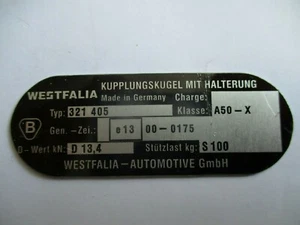 KUPPLUNGSKUGEL MIT HALTERUNG
WESTFALIA Made in Germany Charge:
Typ: 321 405 Klasse: A50-X
B Gen.-Zei.: e13 00-0175
D-Wert kN: D 13,4 Stützlast kg: S 100
WESTFALIA-AUTOMOTIVE GmbH